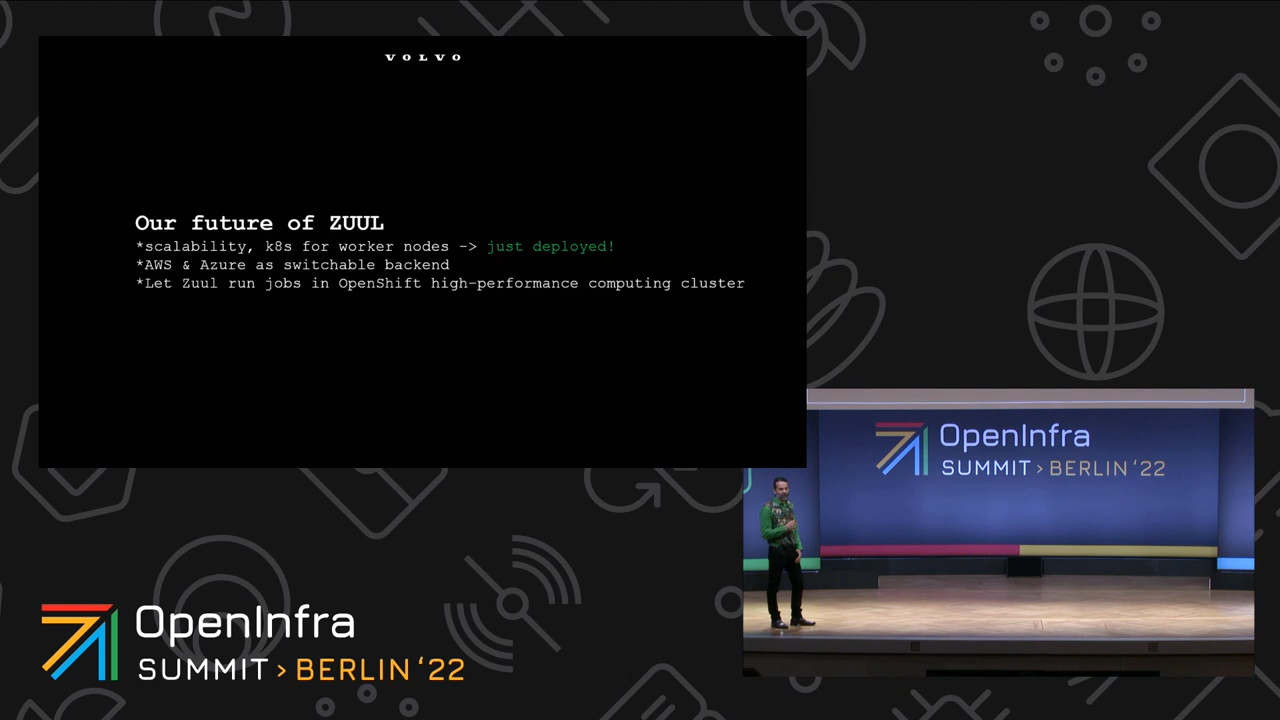 VOLVO
Our future of ZUUL
*scalability, k8s for worker nodes -> just deployed!
*AWS & Azure as switchable backend
*Let Zuul run jobs in OpenShift high-performance computing cluster
OpenInfra
SUMMIT > BERLIN '22
OpenInfra
SUMMIT > BERLIN '22